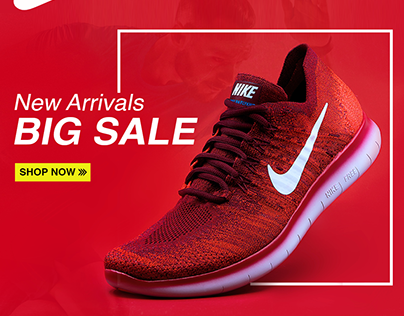 New Arrivals
BIG SALE
SHOP NOW »
NIKE
NIKE FREE